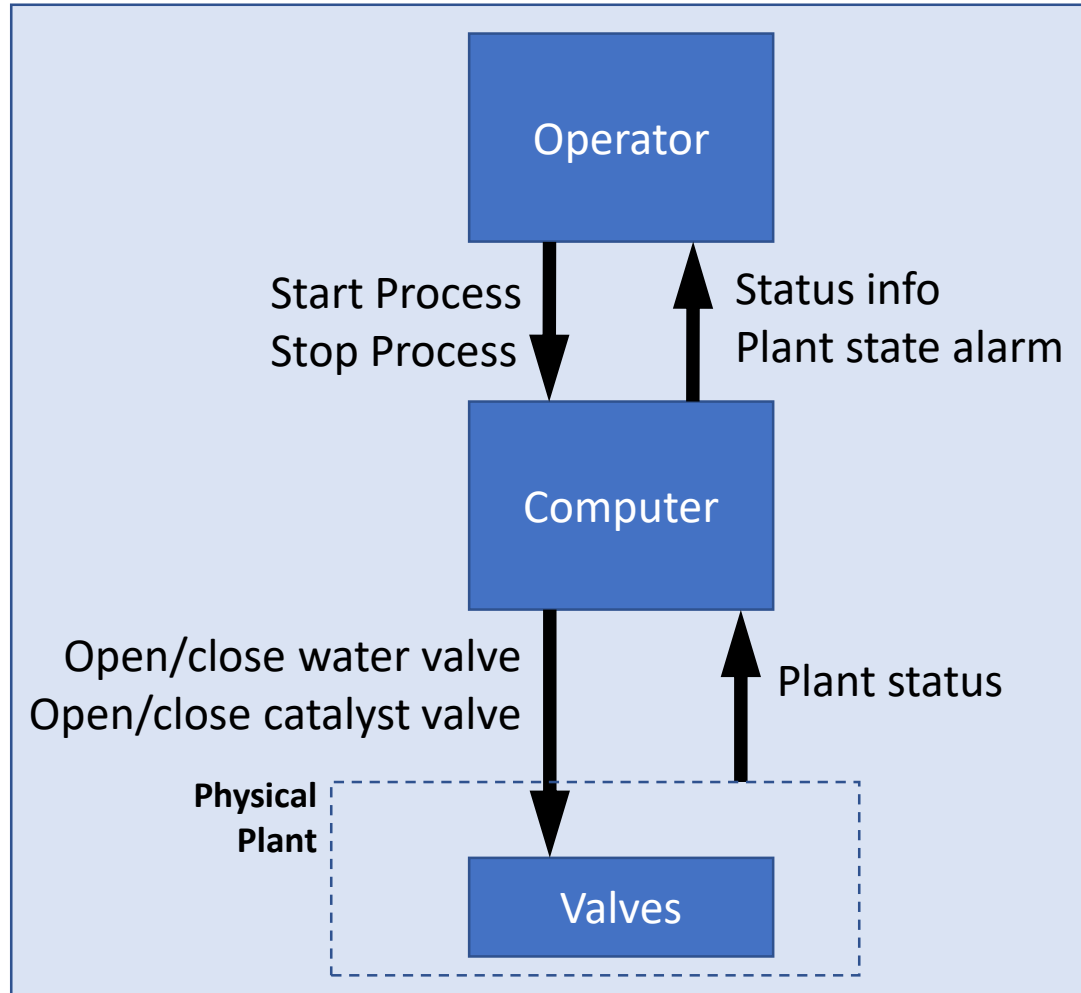 Operator
Start Process
Stop Process
Status info
Plant state alarm
Computer
Open/close water valve
Open/close catalyst valve
Plant status
Physical
Plant
Valves